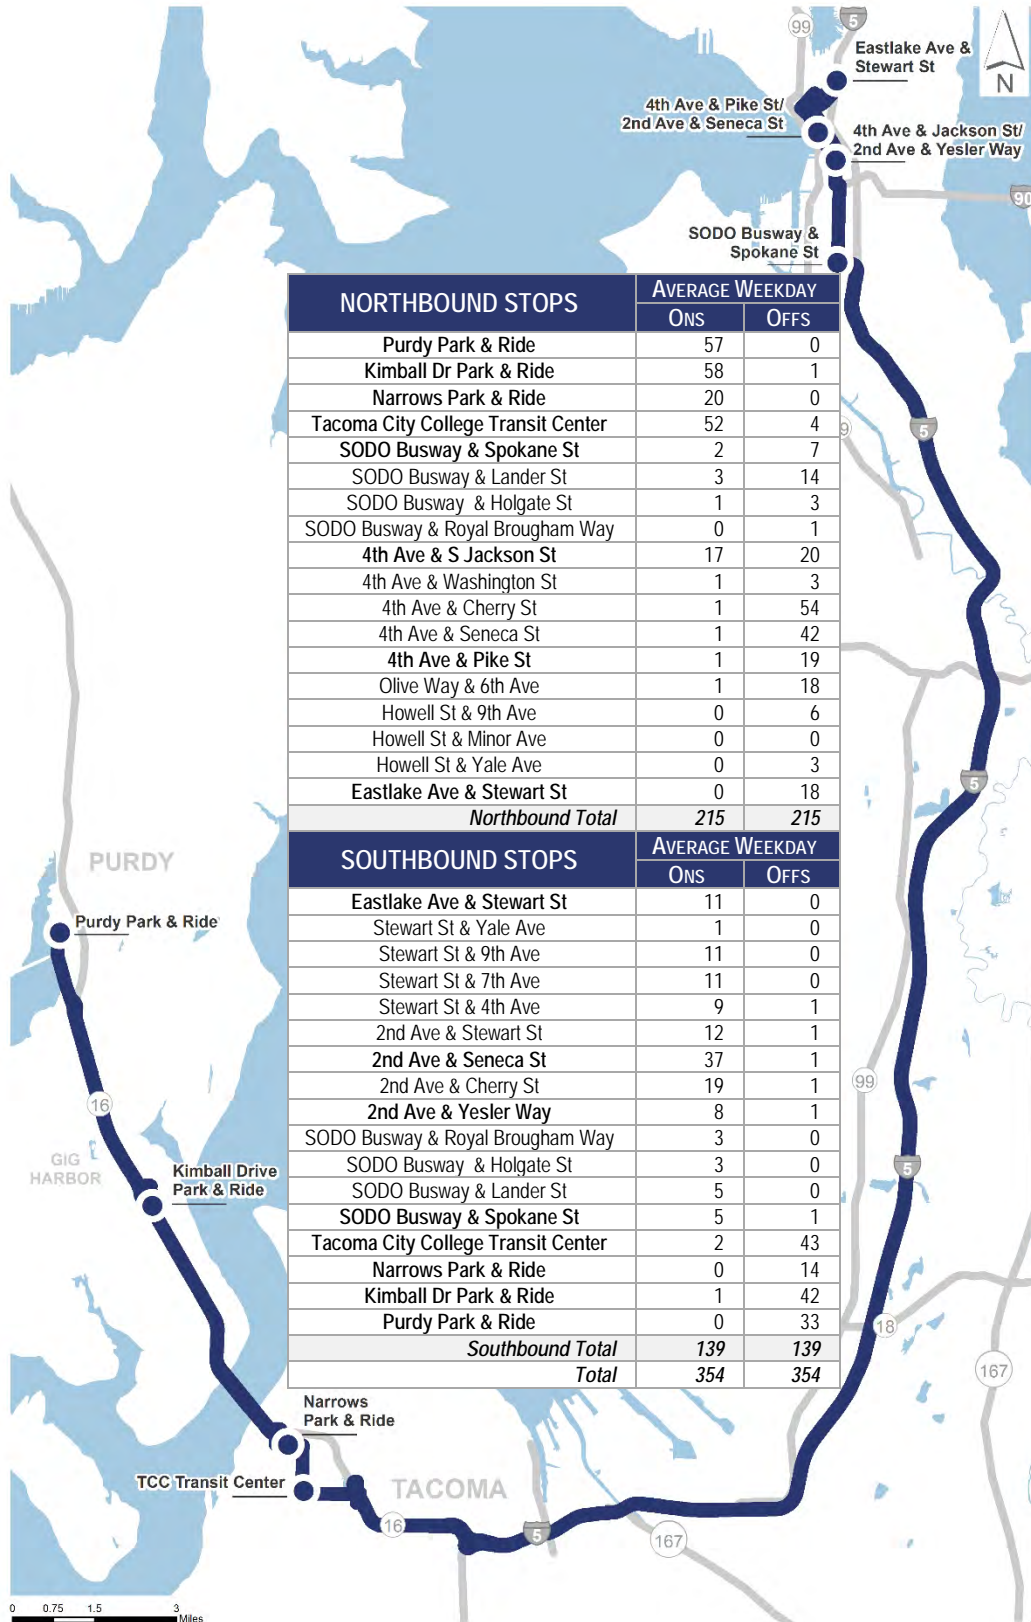 99
5
N
Eastlake Ave &
Stewart St
4th Ave & Pike St/
2nd Ave & Seneca St
4th Ave & Jackson St/
2nd Ave & Yesler Way
90
SODO Busway &
Spokane St
NORTHBOUND STOPS AVERAGE WEEKDAY
ONS OFFS
Purdy Park & Ride 57 0
Kimball Dr Park & Ride 58 1
Narrows Park & Ride 20 0
Tacoma City College Transit Center 52 4
SODO Busway & Spokane St 2 7
SODO Busway & Lander St 3 14
SODO Busway & Holgate St 1 3
SODO Busway & Royal Brougham Way 0 1
4th Ave & S Jackson St 17 20
4th Ave & Washington St 1 3
4th Ave & Cherry St 1 54
4th Ave & Seneca St 1 42
4th Ave & Pike St 1 19
Olive Way & 6th Ave 1 18
Howell St & 9th Ave 0 6
Howell St & Minor Ave 0 0
Howell St & Yale Ave 0 3
Eastlake Ave & Stewart St 0 18
Northbound Total 215 215
SOUTHBOUND STOPS AVERAGE WEEKDAY
ONS OFFS
Eastlake Ave & Stewart St 11 0
Stewart St & Yale Ave 1 0
Stewart St & 9th Ave 11 0
Stewart St & 7th Ave 11 0
Stewart St & 4th Ave 9 1
2nd Ave & Stewart St 12 1
2nd Ave & Seneca St 37 1
2nd Ave & Cherry St 19 1
2nd Ave & Yesler Way 8 1
SODO Busway & Royal Brougham Way 3 0
SODO Busway & Holgate St 3 0
SODO Busway & Lander St 5 0
SODO Busway & Spokane St 5 1
Tacoma City College Transit Center 2 43
Narrows Park & Ride 0 14
Kimball Dr Park & Ride 1 42
Purdy Park & Ride 0 33
Southbound Total 139 139
Total 354 354
9
5
5
PURDY
Purdy Park & Ride
99
16
5
GIG
HARBOR
Kimball Drive
Park & Ride
18
167
Narrows
Park & Ride
TCC Transit Center
TACOMA
16
5
167
0 0.75 1.5 3
Miles